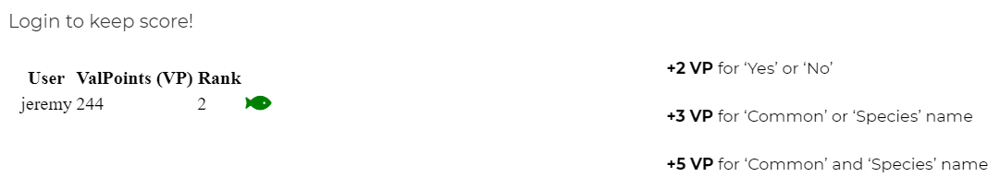 Login to keep score!
User ValPoints (VP) Rank
jeremy 244 2
+2 VP for ‘Yes’ or ‘No’
+3 VP for ‘Common’ or ‘Species’ name
+5 VP for ‘Common’ and ‘Species’ name